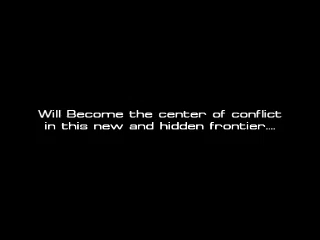 Will Become the center of conflict
in this new and hidden frontier....